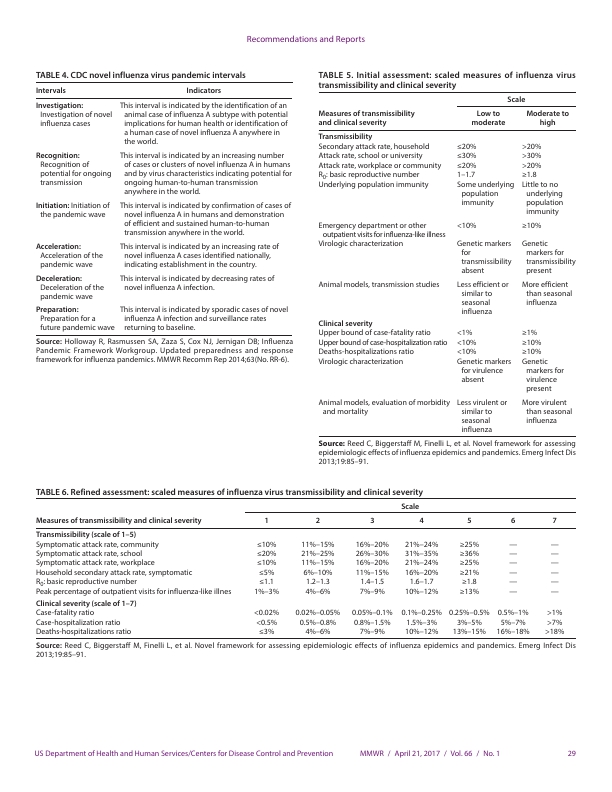 Recommendations and Reports
TABLE 4. CDC novel influenza virus pandemic intervals
Intervals Indicators
Investigation:
Investigation of novel
influenza cases
This interval is indicated by the identification of an
animal case of influenza A subtype with potential
implications for human health or identification of
a human case of novel influenza A anywhere in
the world.
Recognition:
Recognition of
potential for ongoing
transmission
This interval is indicated by an increasing number
of cases or clusters of novel influenza A in humans
and by virus characteristics indicating potential for
ongoing human-to-human transmission
anywhere in the world.
Initiation: Initiation of
the pandemic wave
This interval is indicated by confirmation of cases of
novel influenza A in humans and demonstration
of efficient and sustained human-to-human
transmission anywhere in the world.
Acceleration:
Acceleration of the
pandemic wave
This interval is indicated by an increasing rate of
novel influenza A cases identified nationally,
indicating establishment in the country.
Deceleration:
Deceleration of the
pandemic wave
This interval is indicated by decreasing rates of
novel influenza A infection.
Preparation:
Preparation for a
future pandemic wave
This interval is indicated by sporadic cases of novel
influenza A infection and surveillance rates
returning to baseline.
Source: Holloway R, Rasmussen SA, Zaza S, Cox NJ, Jernigan DB; Influenza
Pandemic Framework Workgroup. Updated preparedness and response
framework for influenza pandemics. MMWR Recomm Rep 2014;63(No. RR-6).
TABLE 5. Initial assessment: scaled measures of influenza virus
transmissibility and clinical severity
Scale
Measures of transmissibility
and clinical severity
Low to
moderate
Moderate to
high
Transmissibility
Secondary attack rate, household ≤20% >20%
Attack rate, school or university ≤30% >30%
Attack rate, workplace or community ≤20% >20%
R0: basic reproductive number 1–1.7 ≥1.8
Underlying population immunity
Some underlying
population
immunity
Little to no
underlying
population
immunity
Emergency department or other
outpatient visits for influenza-like illness
<10% ≥10%
Virologic characterization
Genetic markers
for
transmissibility
absent
Genetic
markers for
transmissibility
present
Animal models, transmission studies
Less efficient or
similar to
seasonal
influenza
More efficient
than seasonal
influenza
Clinical severity
Upper bound of case-fatality ratio <1% ≥1%
Upper bound of case-hospitalization ratio <10% ≥10%
Deaths-hospitalizations ratio <10% ≥10%
Virologic characterization
Genetic markers
for virulence
absent
Genetic
markers for
virulence
present
Animal models, evaluation of morbidity
and mortality
Less virulent or
similar to
seasonal
influenza
More virulent
than seasonal
influenza
Source: Reed C, Biggerstaff M, Finelli L, et al. Novel framework for assessing
epidemiologic effects of influenza epidemics and pandemics. Emerg Infect Dis
2013;19:85–91.
TABLE 6. Refined assessment: scaled measures of influenza virus transmissibility and clinical severity
Scale
Measures of transmissibility and clinical severity 1 2 3 4 5 6 7
Transmissibility (scale of 1–5)
Symptomatic attack rate, community ≤10% 11%–15% 16%–20% 21%–24% ≥25% — —
Symptomatic attack rate, school ≤20% 21%–25% 26%–30% 31%–35% ≥36% — —
Symptomatic attack rate, workplace ≤10% 11%–15% 16%–20% 21%–24% ≥25% — —
Household secondary attack rate, symptomatic ≤5% 6%–10% 11%–15% 16%–20% ≥21% — —
R0: basic reproductive number ≤1.1 1.2–1.3 1.4–1.5 1.6–1.7 ≥1.8 — —
Peak percentage of outpatient visits for influenza-like illnes 1%–3% 4%–6% 7%–9% 10%–12% ≥13% — —
Clinical severity (scale of 1–7)
Case-fatality ratio <0.02% 0.02%–0.05% 0.05%–0.1% 0.1%–0.25% 0.25%–0.5% 0.5%–1% >1%
Case-hospitalization ratio <0.5% 0.5%–0.8% 0.8%–1.5% 1.5%–3% 3%–5% 5%–7% >7%
Deaths-hospitalizations ratio ≤3% 4%–6% 7%–9% 10%–12% 13%–15% 16%–18% >18%
Source: Reed C, Biggerstaff M, Finelli L, et al. Novel framework for assessing epidemiologic effects of influenza epidemics and pandemics. Emerg Infect Dis
2013;19:85–91.
US Department of Health and Human Services/Centers for Disease Control and Prevention MMWR / April 21, 2017 / Vol. 66 / No. 1 29